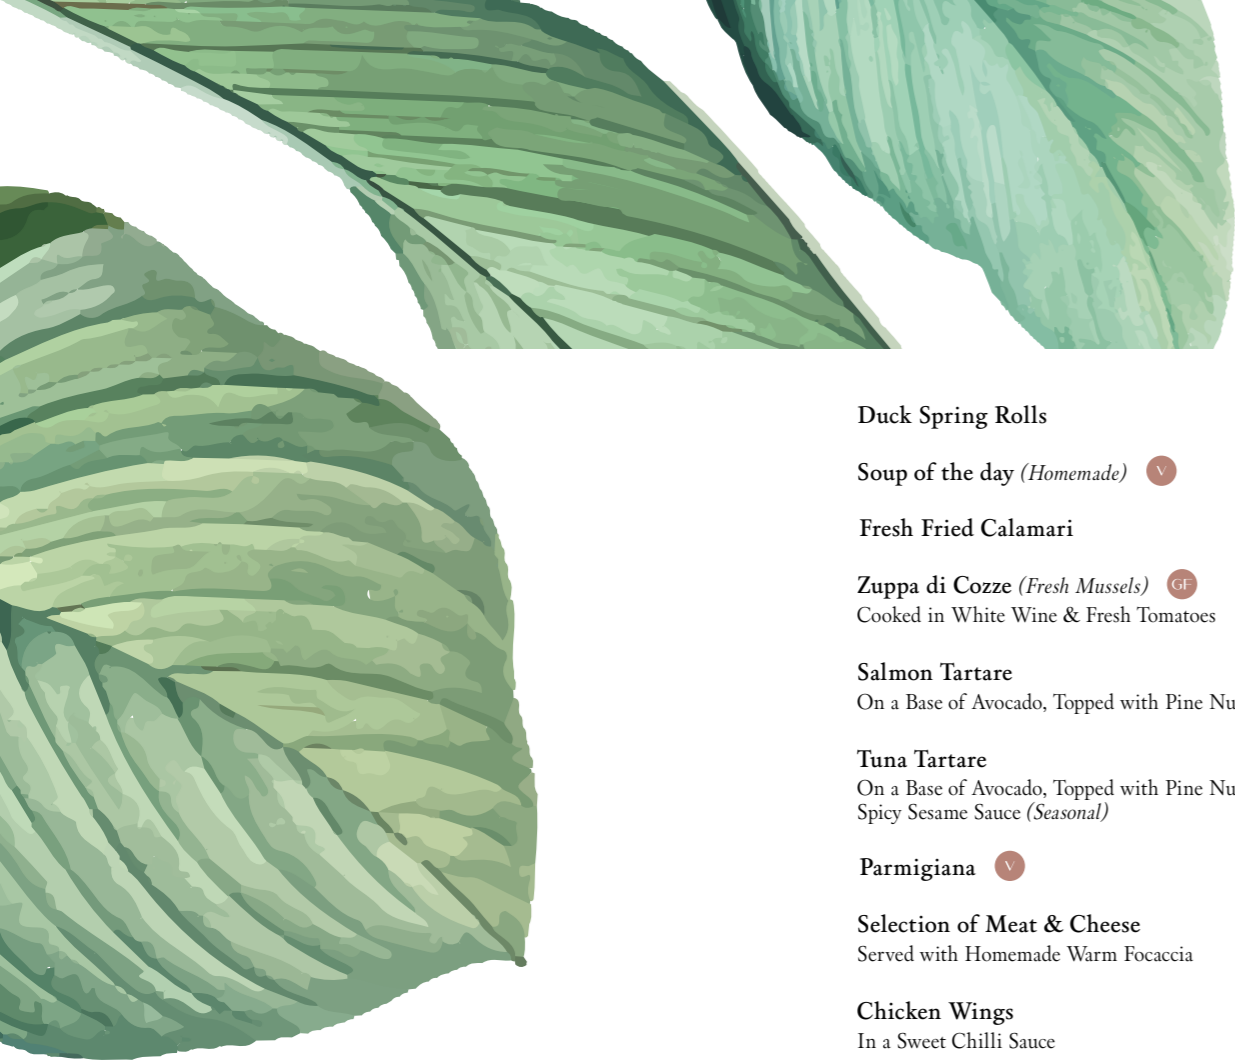 Duck Spring Rolls
Soup of the day (Homemade) V
Fresh Fried Calamari
Zuppa di Cozze (Fresh Mussels) GF
Cooked in White Wine & Fresh Tomatoes
Salmon Tartare
On a Base of Avocado, Topped with Pine Nu
Tuna Tartare
On a Base of Avocado, Topped with Pine Nu
Spicy Sesame Sauce (Seasonal)
Parmigiana V
Selection of Meat & Cheese
Served with Homemade Warm Focaccia
Chicken Wings
In a Sweet Chilli Sauce